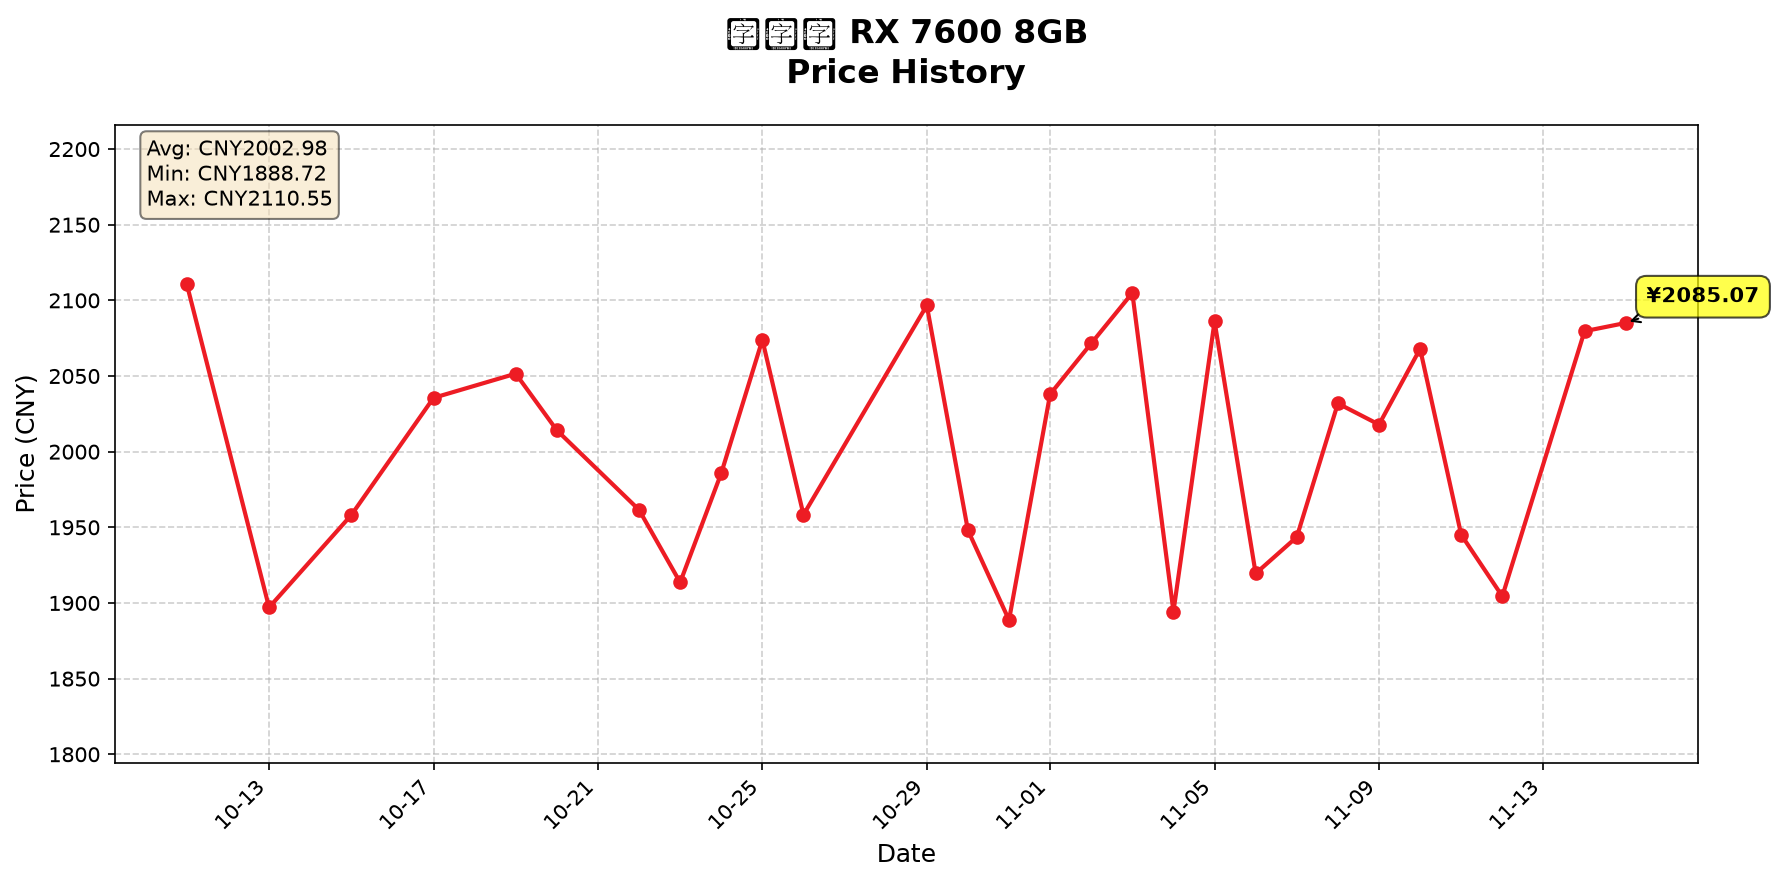 RX 7600 8GB
Price History
Avg: CNY2002.98
Min: CNY1888.72
Max: CNY2110.55
¥2085.07
Price (CNY)
2200
2150
2100
2050
2000
1950
1900
1850
1800
10-13
10-17
10-21
10-25
10-29
11-01
11-05
11-09
11-13
Date